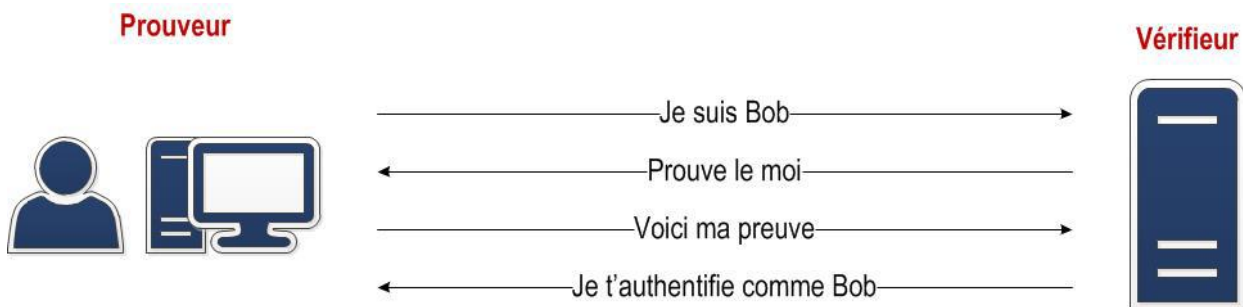 Prouveur
Vérifieur
Je suis Bob
Prouve le moi
Voici ma preuve
Je t'authentifie comme Bob